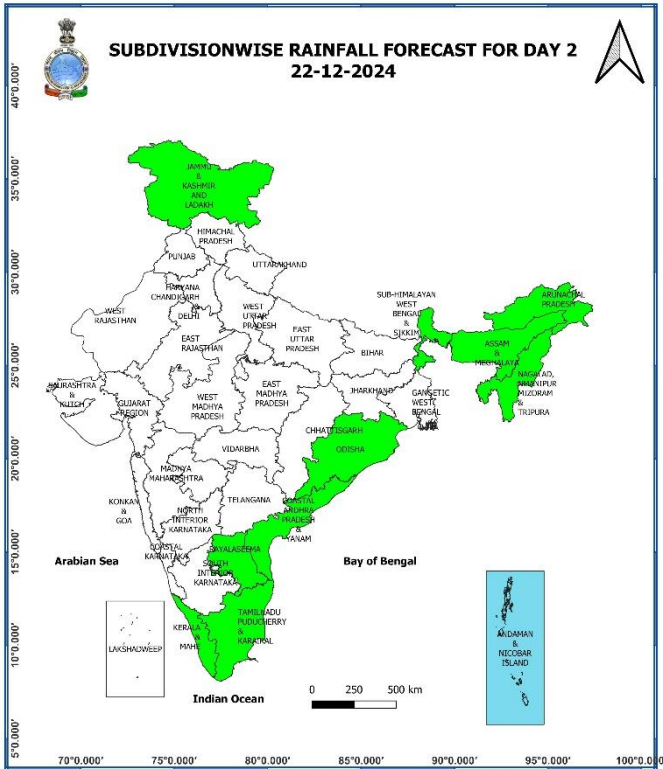 SUBDIVISIONWISE RAINFALL FORECAST FOR DAY 2
22-12-2024
40°0.000'
35°0.000'
30°0.000'
25°0.000'
20°0.000'
15°0.000'
10°0.000'
5°0.000'
JAMMU
&
KASHMIR
AND
LADAKH
HIMACHAL
PRADESH
PUNJAB
UTTARAKHAND
HARYANA
CHANDIGARH
&
DELHI
WEST
RAJASTHAN
EAST
RAJASTHAN
WEST
UTTAR
PRADESH
EAST
UTTAR
PRADESH
SUB-HIMALAYAN
WEST
BENGAL
&
SIKKIM
ARUNACHAL
PRADESH
ASSAM
&
MEGHALAYA
MIZORAM
&
TRIPURA
BIHAR
JHARKHAND
GANGETIC
WEST
BENGAL
SAURASHTRA
&
KUTCH
GUJARAT
REGION
WEST
MADHYA
PRADESH
EAST
MADHYA
PRADESH
CHHATTISGARH
ODISHA
VIDARBHA
MADHYA
MAHARASHTRA
KONKAN
&
GOA
TELANGANA
COASTAL
ANDHRA
PRADESH
&
YANAM
NORTH
INTERIOR
KARNATAKA
COASTAL
KARNATAKA
RAYALASEEMA
SOUTH
INTERIOR
KARNATAKA
Arabian Sea
Bay of Bengal
TAMILNADU
PUDUCHERRY
&
KARAIKAL
KERALA
&
MAHE
LAKSHADWEEP
ANDAMAN
&
NICOBAR
ISLAND
Indian Ocean
0 250 500 km
70°0.000' 75°0.000' 80°0.000' 85°0.000' 90°0.000' 95°0.000' 100°0.000'